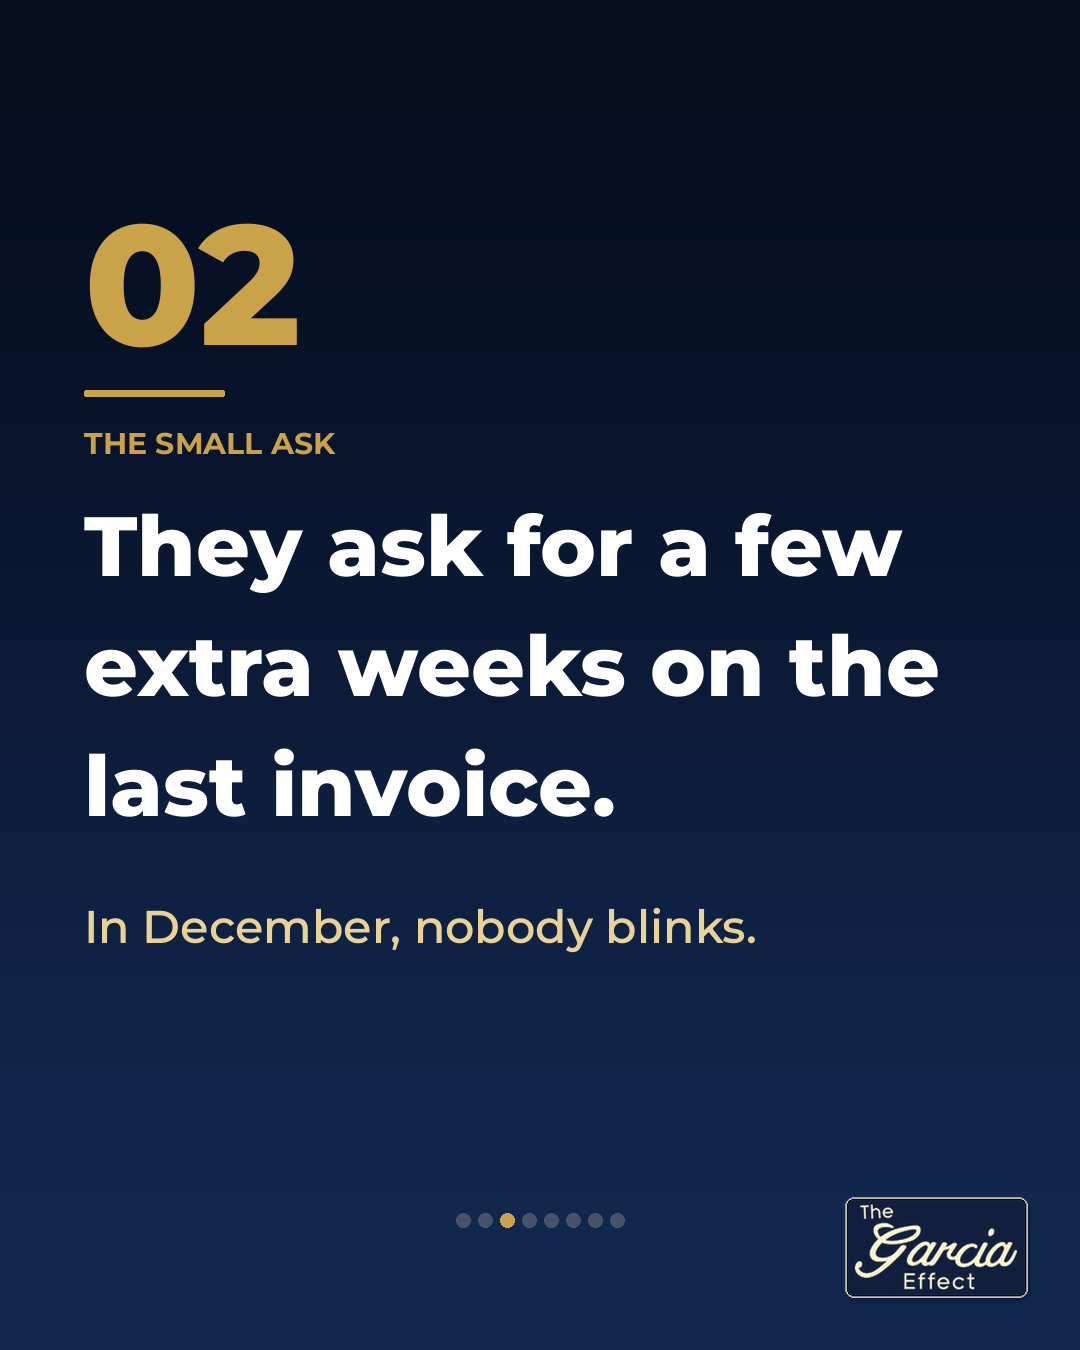 02
THE SMALL ASK
They ask for a few
extra weeks on the
last invoice.
In December, nobody blinks.
The
Garcia
Effect